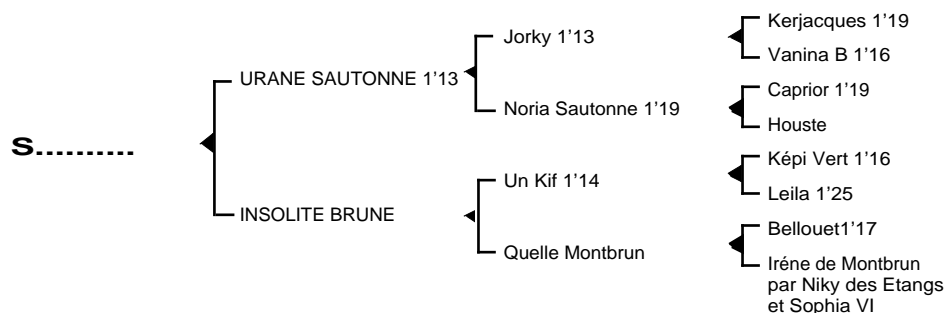 Kerjacques 1’19
Jorky 1’13
Vanina B 1’16
URANE SAUTONNE 1’13
Caprior 1’19
Noria Sautonne 1’19
Houste
S..........
Képi Vert 1’16
Un Kif 1’14
Leila 1’25
INSOLITE BRUNE
Bellouet1’17
Quelle Montbrun
Iréne de Montbrun
par Niky des Etangs
et Sophia VI